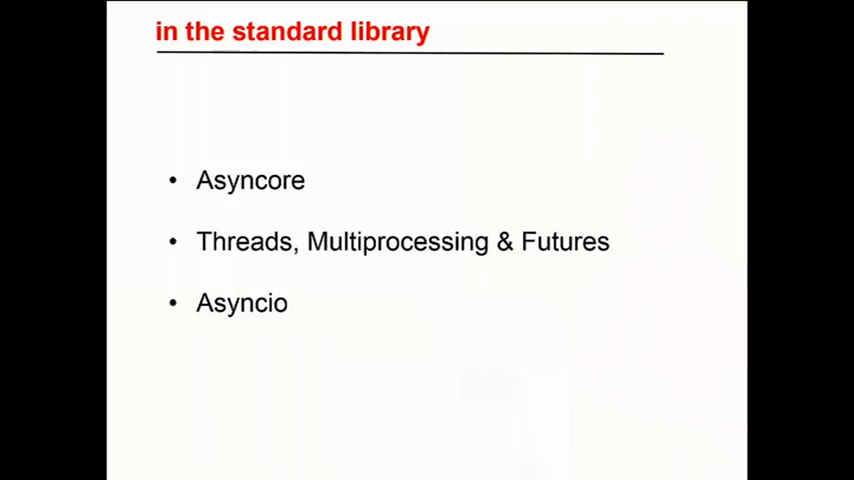 in the standard library
• Asyncore
• Threads, Multiprocessing & Futures
• Asyncio